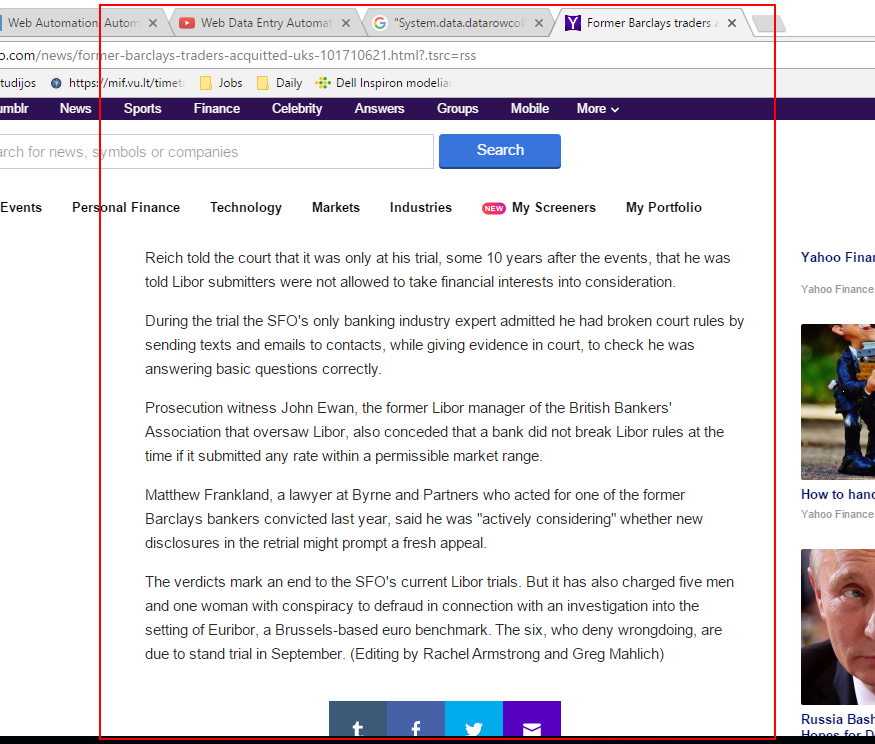 Web Automation: Autom
Web Data Entry Automat
"System.data.datarowcoll
Former Barclays traders a
o.com/news/former-barclays-traders-acquitted-uks-101710621.html?.tsrc=rss
tudijos
https://mif.vu.lt/timeta
Jobs
Daily
Dell Inspiron modeliai
umblr News Sports Finance Celebrity Answers Groups Mobile More
arch for news, symbols or companies
Search
Events Personal Finance Technology Markets Industries NEW My Screeners My Portfolio
Reich told the court that it was only at his trial, some 10 years after the events, that he was
told Libor submitters were not allowed to take financial interests into consideration.
During the trial the SFO's only banking industry expert admitted he had broken court rules by
sending texts and emails to contacts, while giving evidence in court, to check he was
answering basic questions correctly.
Prosecution witness John Ewan, the former Libor manager of the British Bankers'
Association that oversaw Libor, also conceded that a bank did not break Libor rules at the
time if it submitted any rate within a permissible market range.
Matthew Frankland, a lawyer at Byrne and Partners who acted for one of the former
Barclays bankers convicted last year, said he was "actively considering" whether new
disclosures in the retrial might prompt a fresh appeal.
The verdicts mark an end to the SFO's current Libor trials. But it has also charged five men
and one woman with conspiracy to defraud in connection with an investigation into the
setting of Euribor, a Brussels-based euro benchmark. The six, who deny wrongdoing, are
due to stand trial in September. (Editing by Rachel Armstrong and Greg Mahlich)
Yahoo Finan
Yahoo Finance
How to hand
Yahoo Finance
Russia Bash
Hopes for D